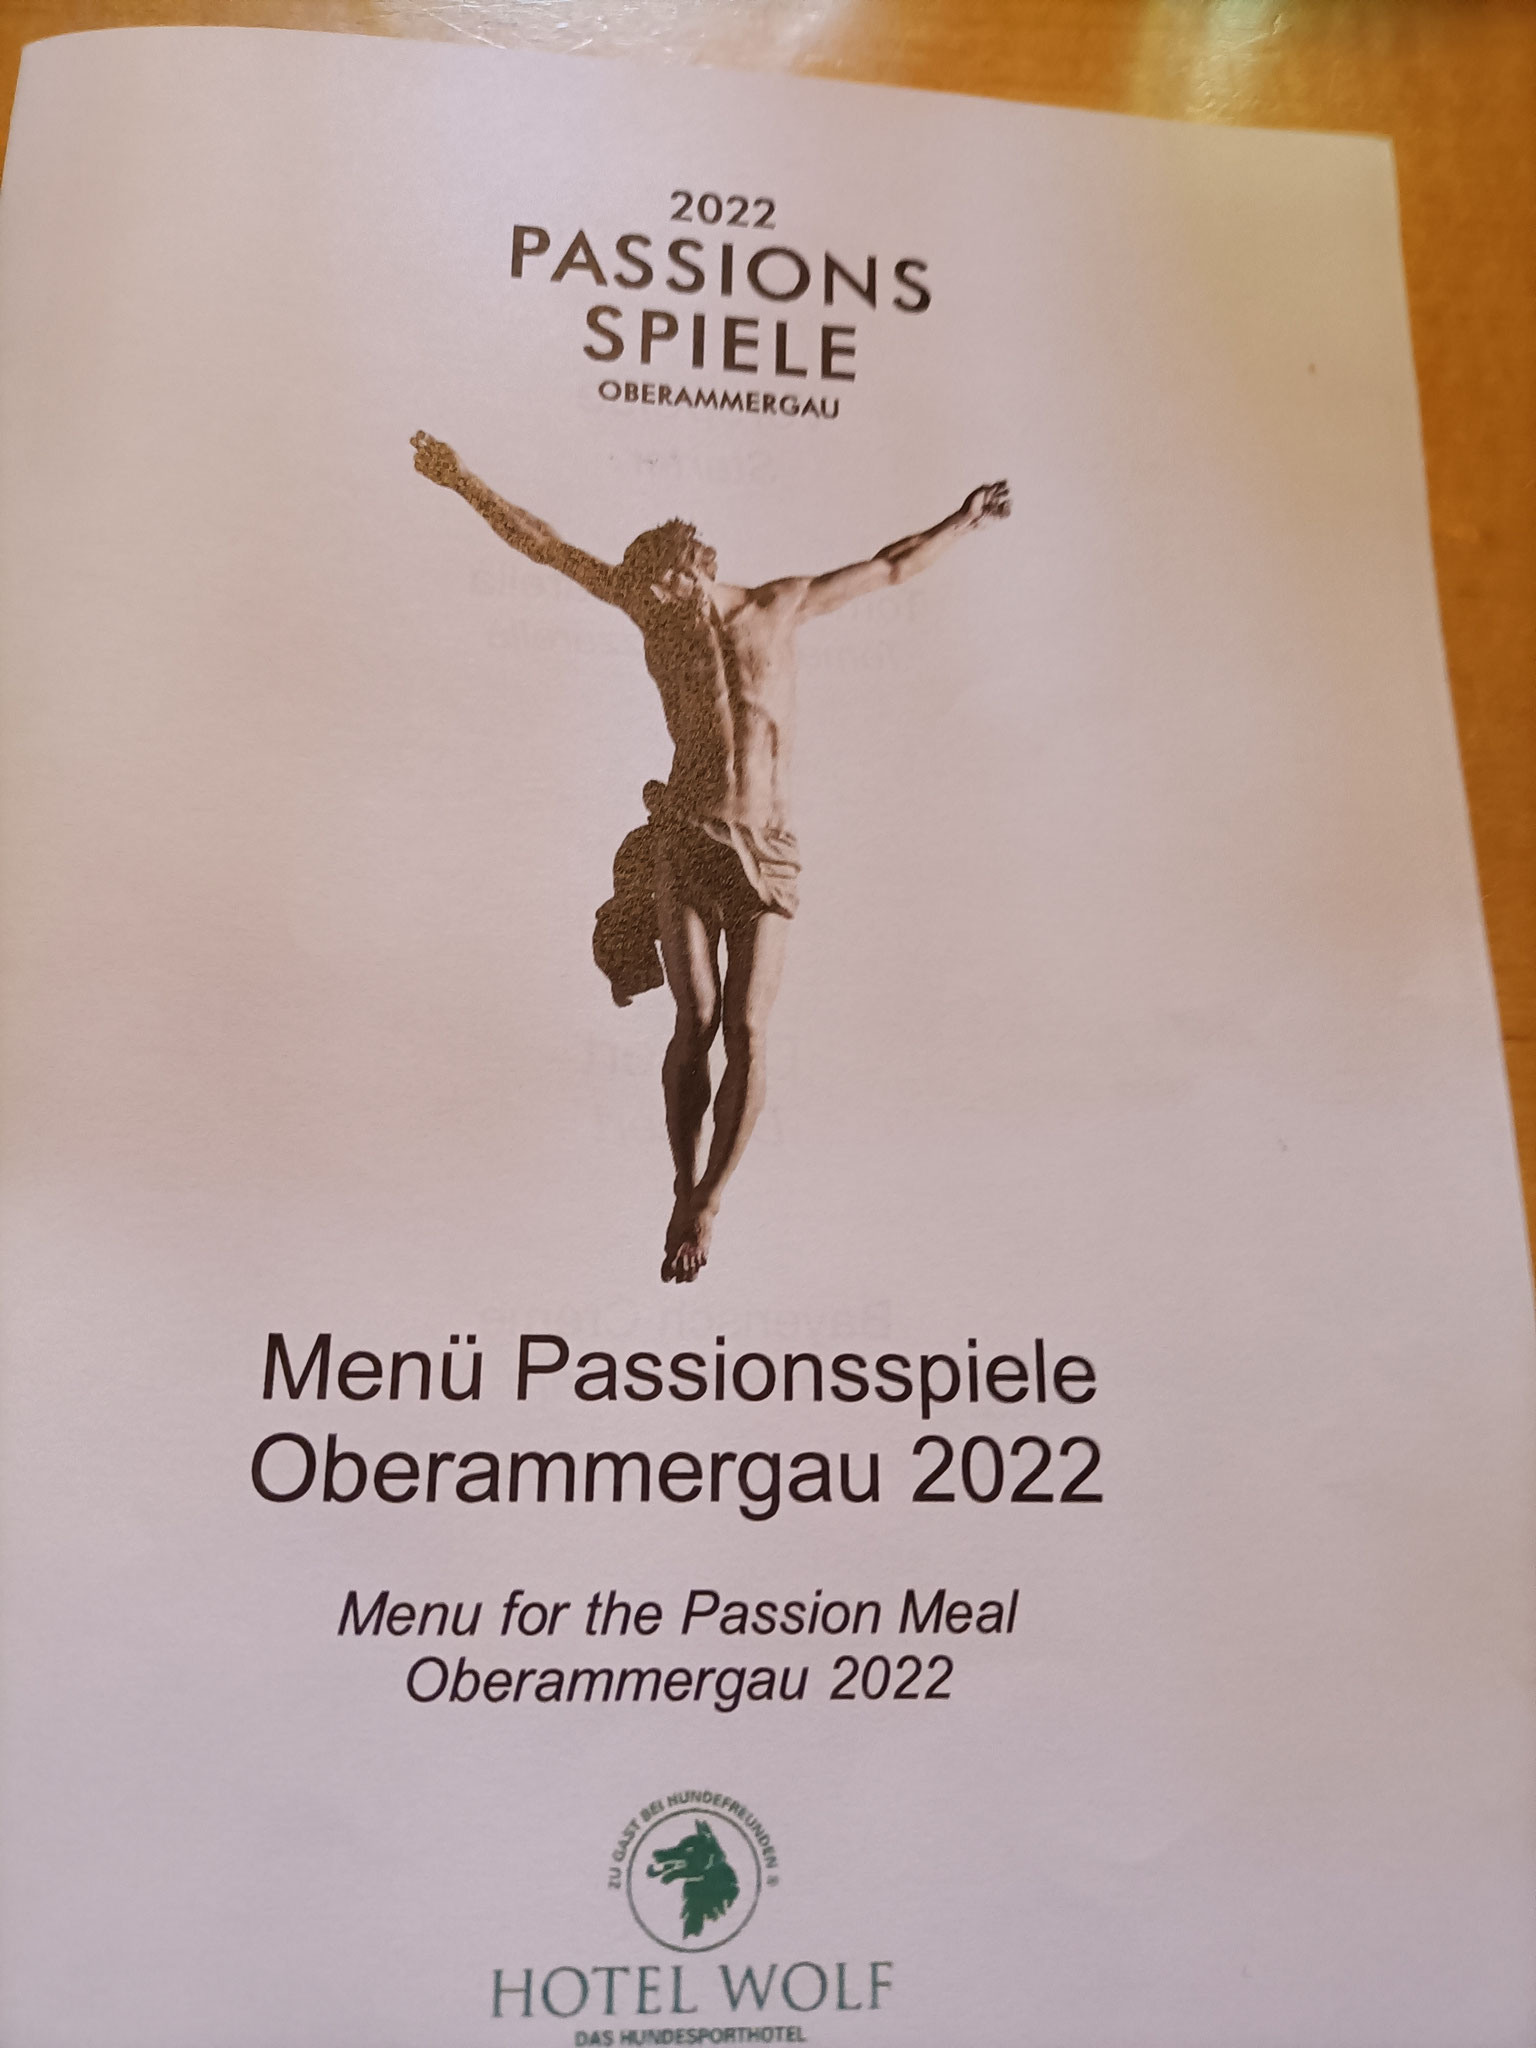 2022
PASSIONS
SPIELE
OBERAMMERGAU
Menü Passionsspiele
Oberammergau 2022
Menu for the Passion Meal
Oberammergau 2022
ZU GAST BEI HUNDEFREUNDEN ®
HOTEL WOLF
DAS HUNDESPORTHOTEL